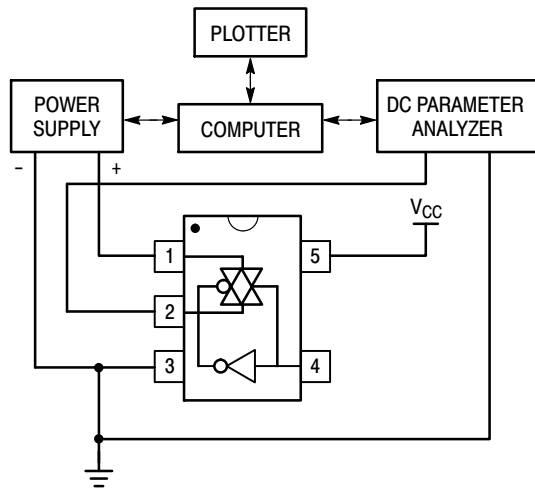 PLOTTER
POWER
SUPPLY
COMPUTER
DC PARAMETER
ANALYZER
-
+
VCC
1
5
2
3
4